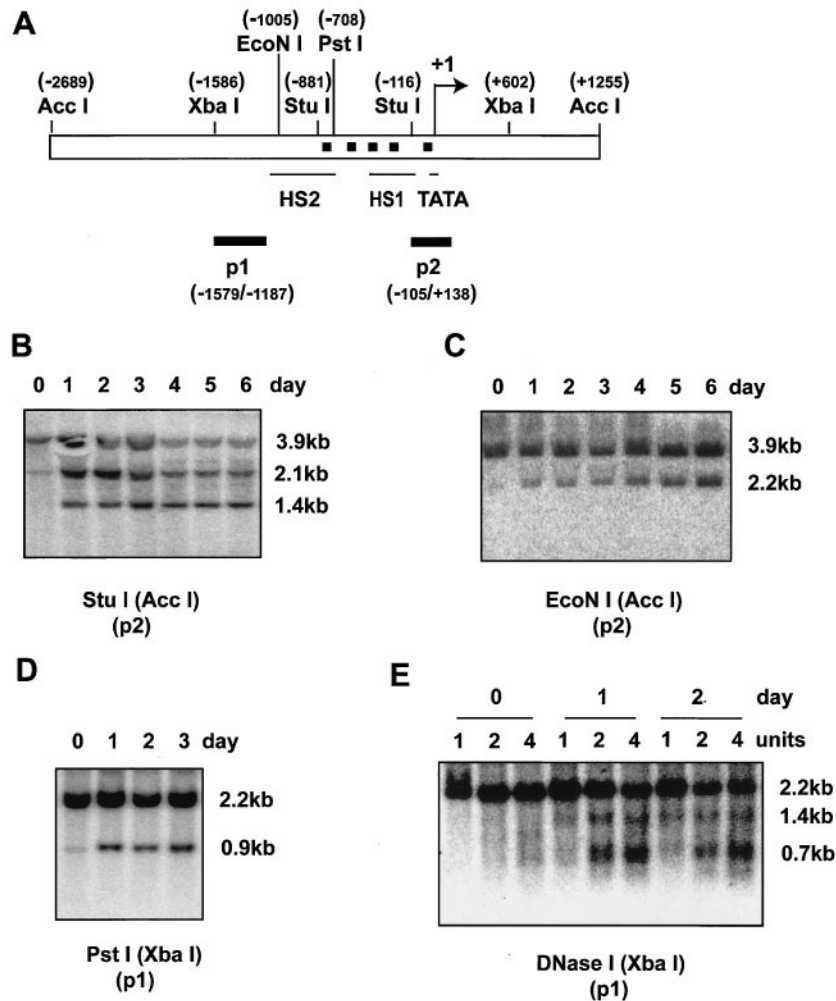 A
(-1005) (-708)
EcoN I Pst I
+1
(-2689) (-1586) (-881) (-116) (+602) (+1255)
Acc I Xba I Stu I Stu I Xba I Acc I
HS2 HS1 TATA
p1 p2
(-1579/-1187) (-105/+138)
B
0 1 2 3 4 5 6 day
3.9kb
2.1kb
1.4kb
Stu I (Acc I)
(p2)
C
0 1 2 3 4 5 6 day
3.9kb
2.2kb
EcoN I (Acc I)
(p2)
D
0 1 2 3 day
2.2kb
0.9kb
Pst I (Xba I)
(p1)
E
0 1 2 day
1 2 4 1 2 4 1 2 4 units
2.2kb
1.4kb
0.7kb
DNase I (Xba I)
(p1)